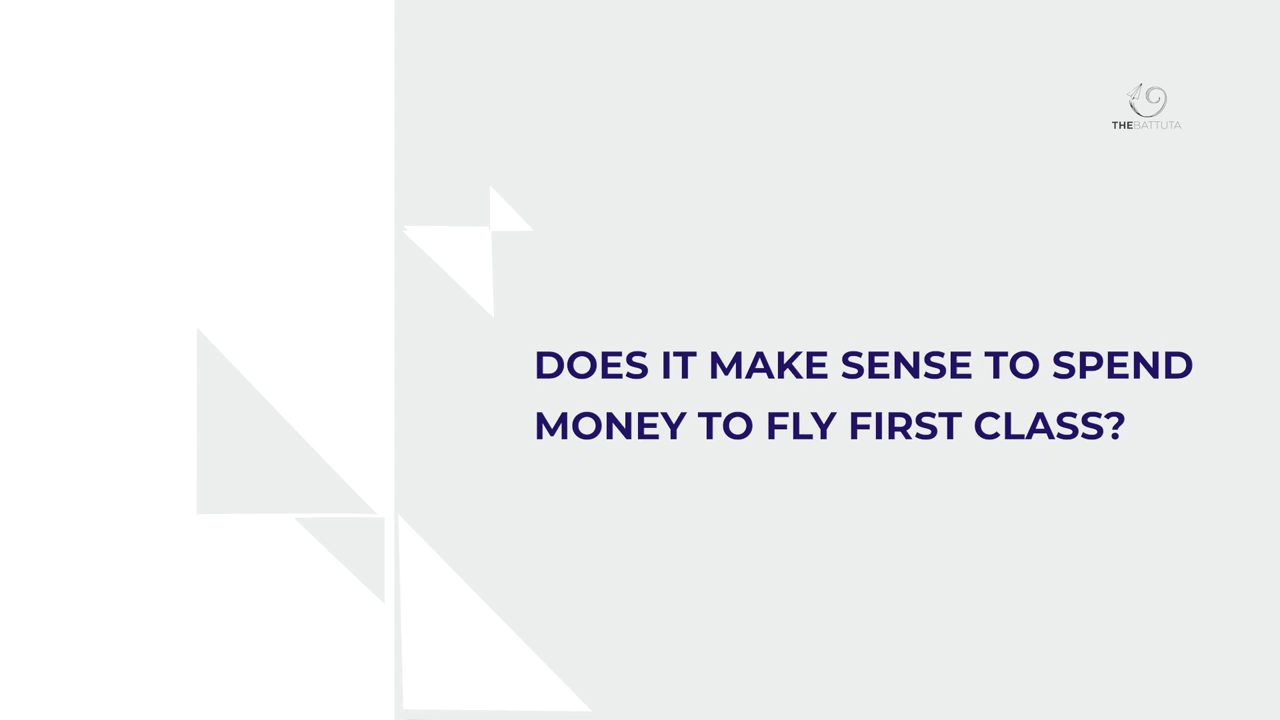 THEBATTUTA
DOES IT MAKE SENSE TO SPEND
MONEY TO FLY FIRST CLASS?